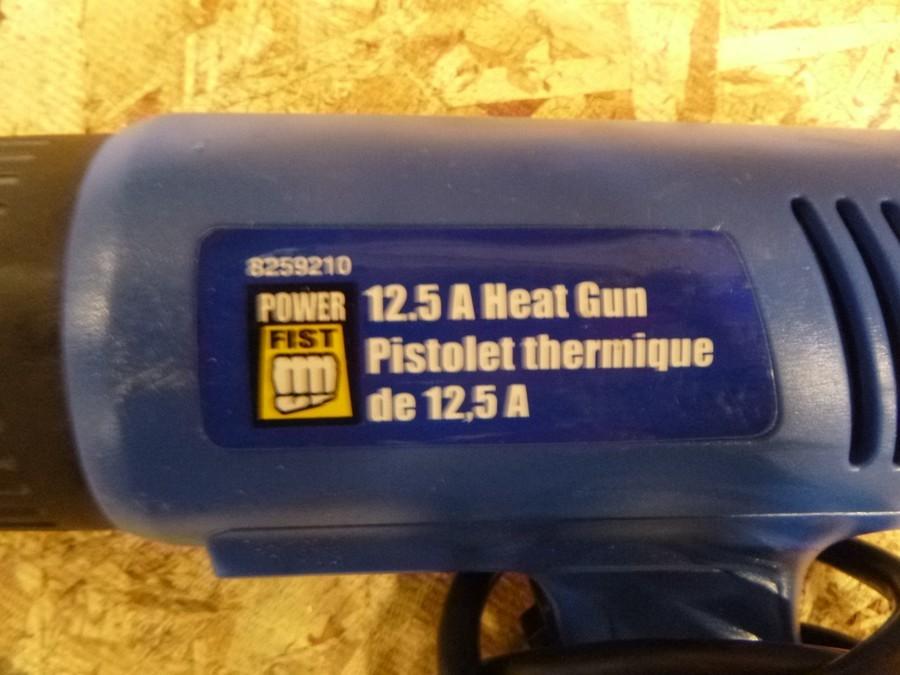 8259210
POWER
FIST
12.5 A Heat Gun
Pistolet thermique
de 12,5 A